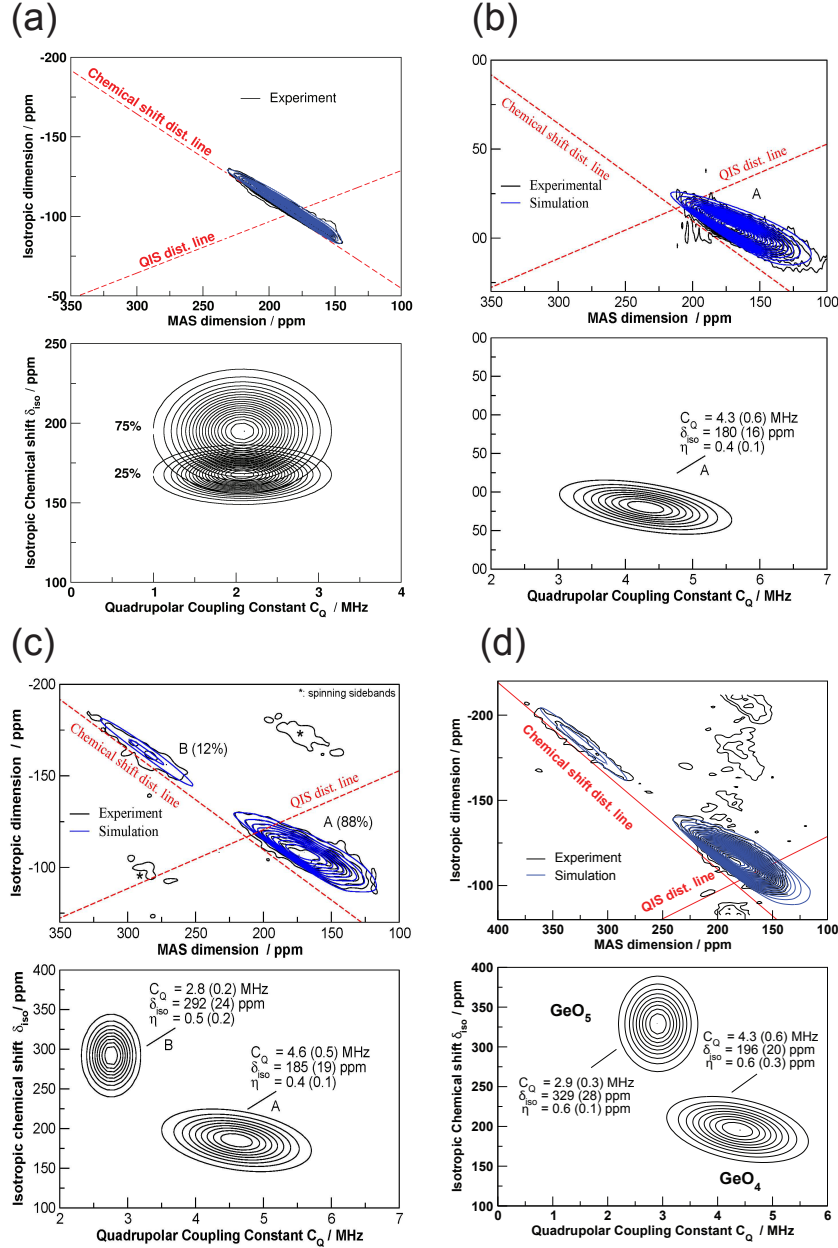 (a)
-200
-150
-100
-50
350
300
250
200
150
100
Isotropic dimension / ppm
MAS dimension / ppm
Chemical shift dist. line
QIS dist. line
Experiment
250
200
150
100
0
1
2
3
4
75%
25%
Isotropic Chemical shift δiso / ppm
Quadrupolar Coupling Constant CQ / MHz
(b)
00
50
00
50
00
350
300
250
200
150
100
MAS dimension / ppm
Chemical shift dist. line
QIS dist. line
Experimental
Simulation
A
00
50
00
50
00
50
00
2
3
4
5
6
7
CQ = 4.3 (0.6) MHz
δiso = 180 (16) ppm
η = 0.4 (0.1)
A
Quadrupolar Coupling Constant CQ / MHz
(c)
-200
-150
-100
350
300
250
200
150
100
Isotropic dimension / ppm
MAS dimension / ppm
*: spinning sidebands
*
B (12%)
Chemical shift dist. line
QIS dist. line
Experiment
Simulation
A (88%)
*
400
350
300
250
200
150
100
2
3
4
5
6
7
Isotropic Chemical shift δiso / ppm
CQ = 2.8 (0.2) MHz
δiso = 292 (24) ppm
η = 0.5 (0.2)
B
CQ = 4.6 (0.5) MHz
δiso = 185 (19) ppm
η = 0.4 (0.1)
A
Quadrupolar Coupling Constant CQ / MHz
(d)
-200
-150
-100
400
350
300
250
200
150
100
Isotropic dimension / ppm
MAS dimension / ppm
Chemical shift dist. line
Experiment
Simulation
QIS dist. line
400
350
300
250
200
150
100
0
1
2
3
4
5
6
Isotropic Chemical shift δiso / ppm
GeO5
CQ = 4.3 (0.6) MHz
δiso = 196 (20) ppm
η = 0.6 (0.3) ppm
CQ = 2.9 (0.3) MHz
δiso = 329 (28) ppm
η = 0.6 (0.1) ppm
GeO4
Quadrupolar Coupling Constant CQ / MHz